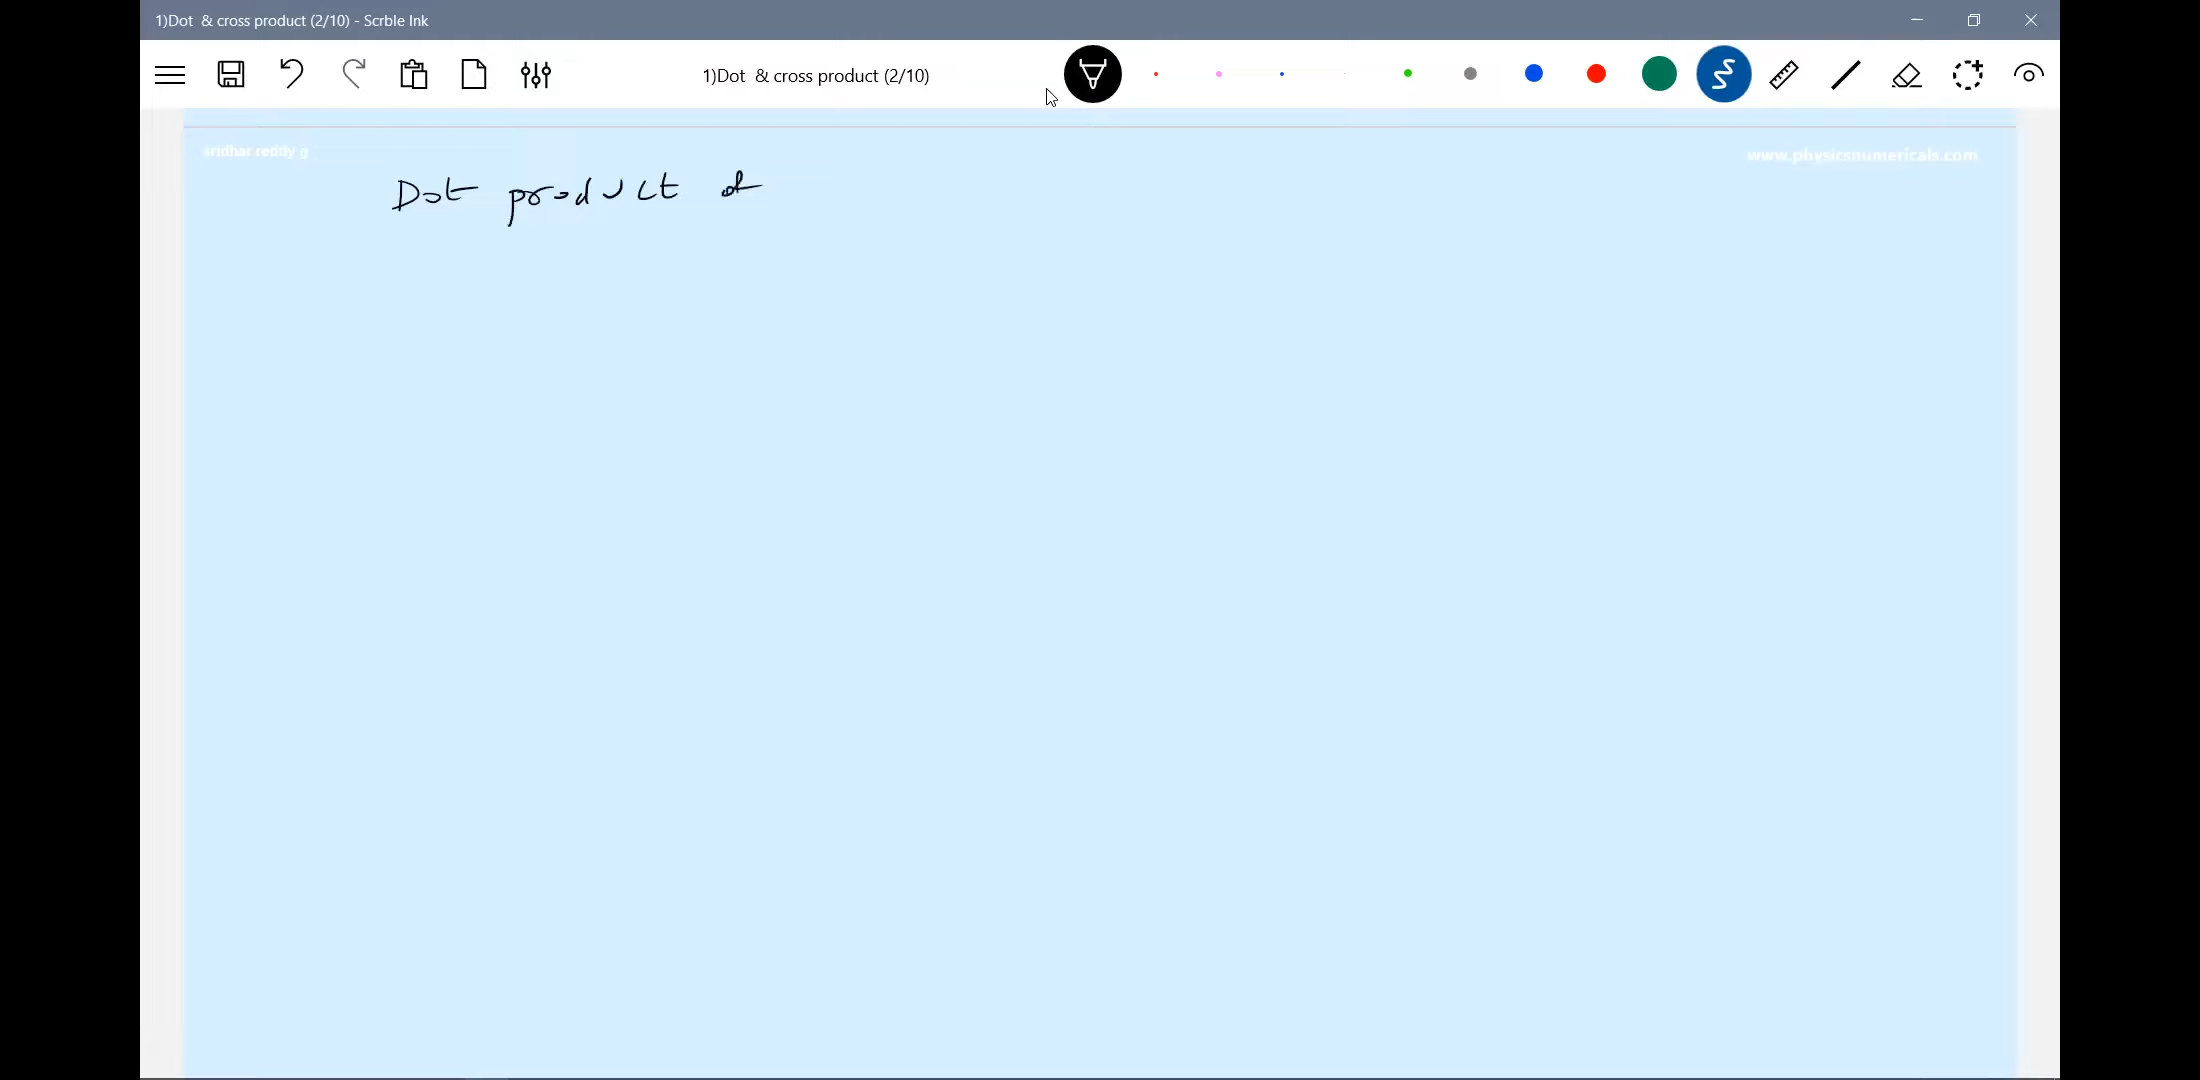 1)Dot & cross product (2/10) - Scrble Ink
1)Dot & cross product (2/10)
sridhar reddy g
www.physicsnumericals.com
Dot product of